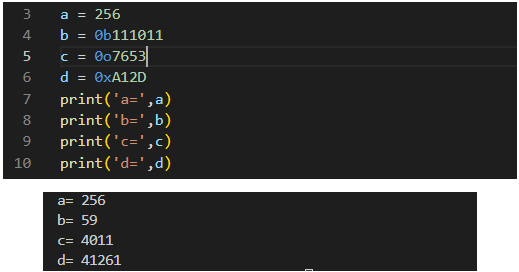 3 a = 256
4 b = 0b111011
5 c = 0o7653
6 d = 0xA12D
7 print('a=',a)
8 print('b=',b)
9 print('c=',c)
10 print('d=',d)
a= 256
b= 59
c= 4011
d= 41261